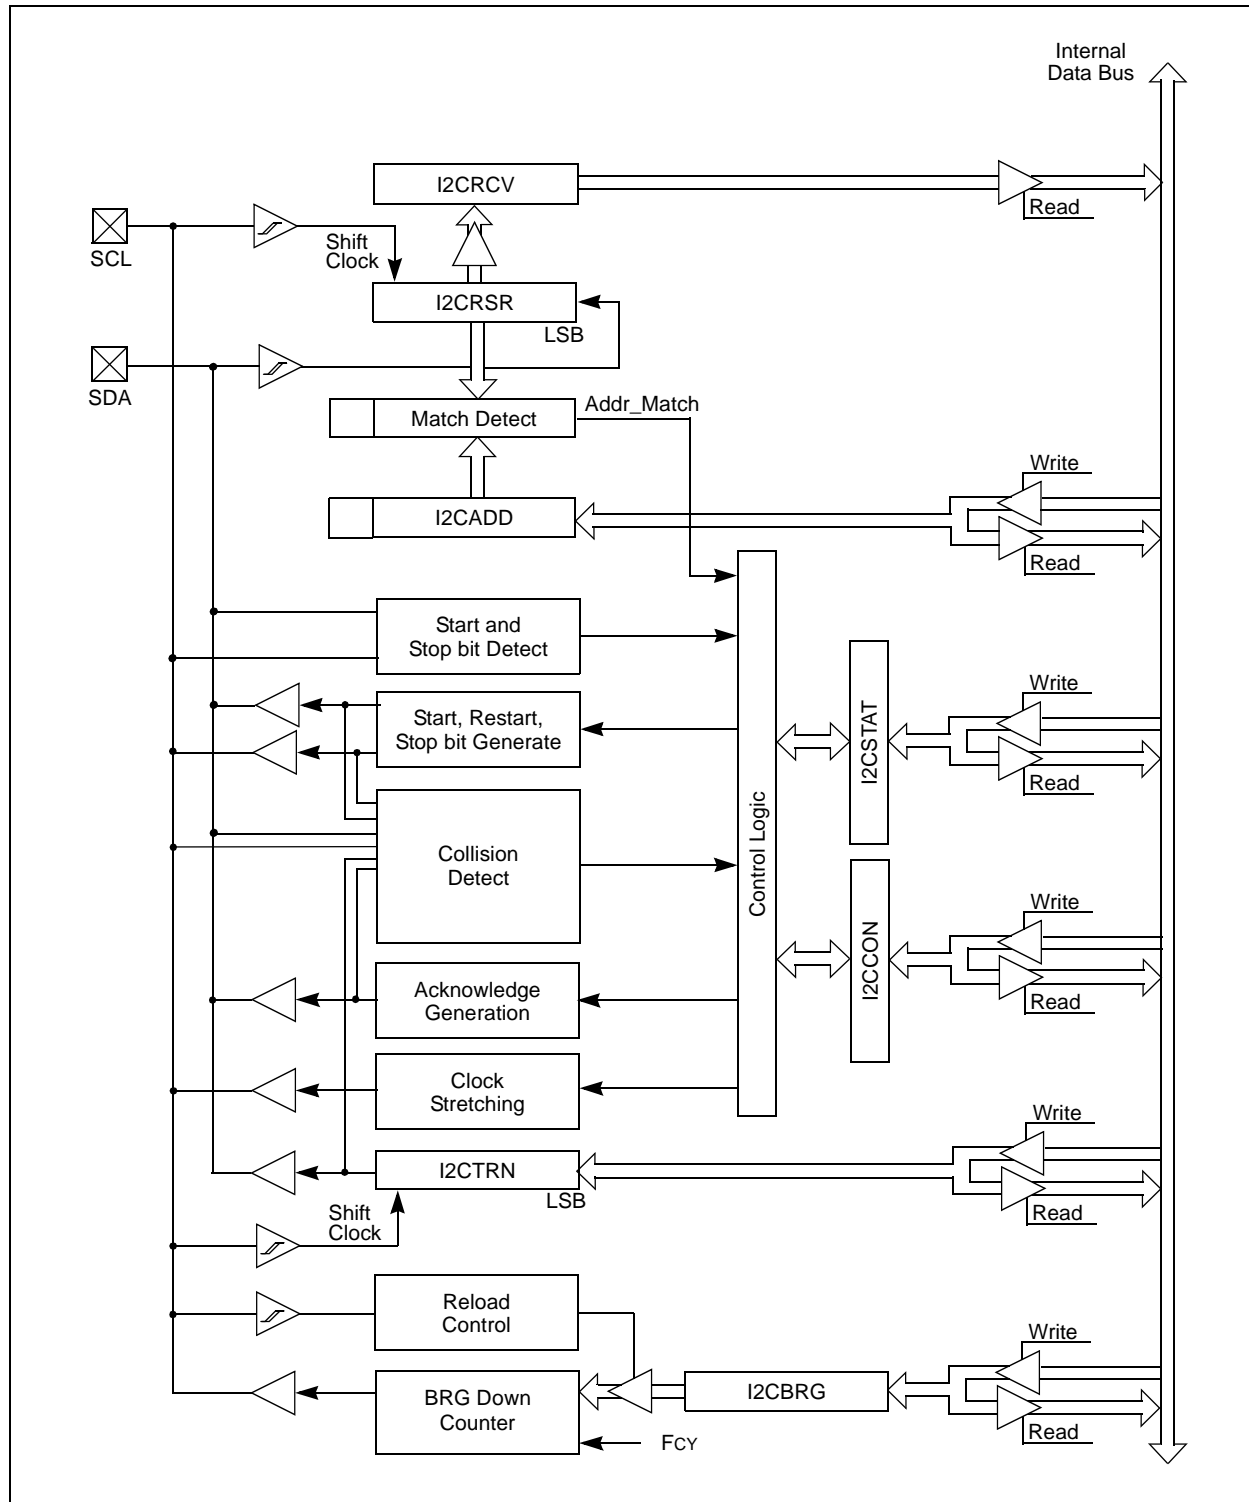 Internal
Data Bus
I2CRCV
Read
SCL
Shift
Clock
I2CRSR
LSB
SDA
Match Detect
Addr_Match
Write
I2CADD
Read
Start and
Stop bit Detect
Write
Start, Restart,
Stop bit Generate
I2CSTAT
Read
Control Logic
Collision
Detect
Write
I2CCON
Read
Acknowledge
Generation
Clock
Stretching
Write
I2CTRN
LSB
Read
Shift
Clock
Reload
Control
Write
I2CBRG
BRG Down
Counter
Read
FCY